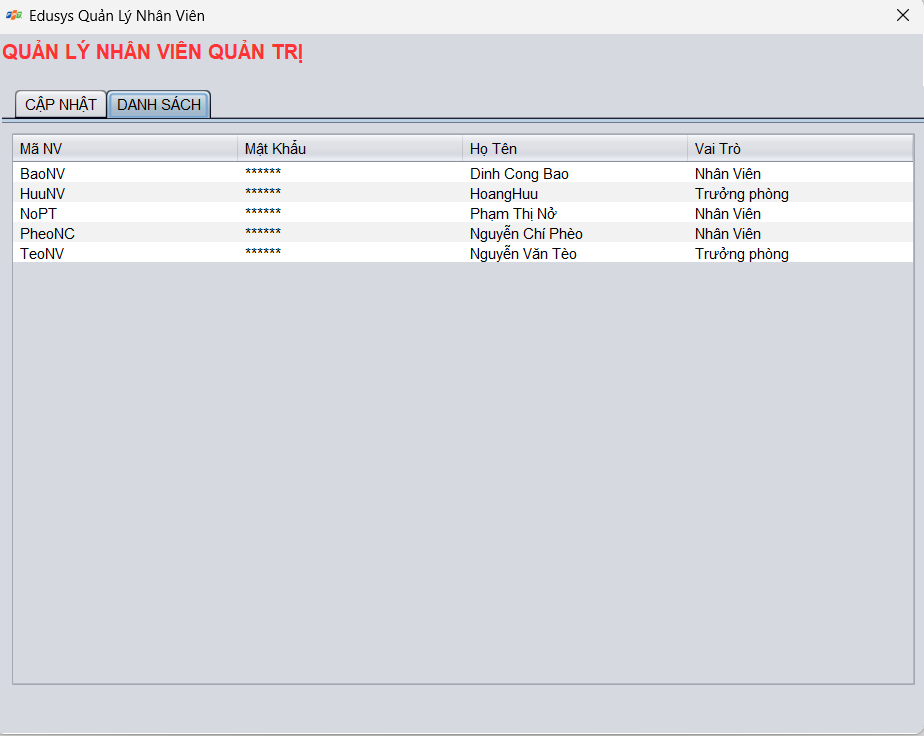 Edusys Quản Lý Nhân Viên
QUẢN LÝ NHÂN VIÊN QUẢN TRỊ
CẬP NHẬT DANH SÁCH
Mã NV Mật Khẩu Họ Tên Vai Trò
BaoNV ****** Dinh Cong Bao Nhân Viên
HuuNV ****** HoangHuu Trưởng phòng
NoPT ****** Phạm Thị Nở Nhân Viên
PheoNC ****** Nguyễn Chí Phèo Nhân Viên
TeoNV ****** Nguyễn Văn Tèo Trưởng phòng